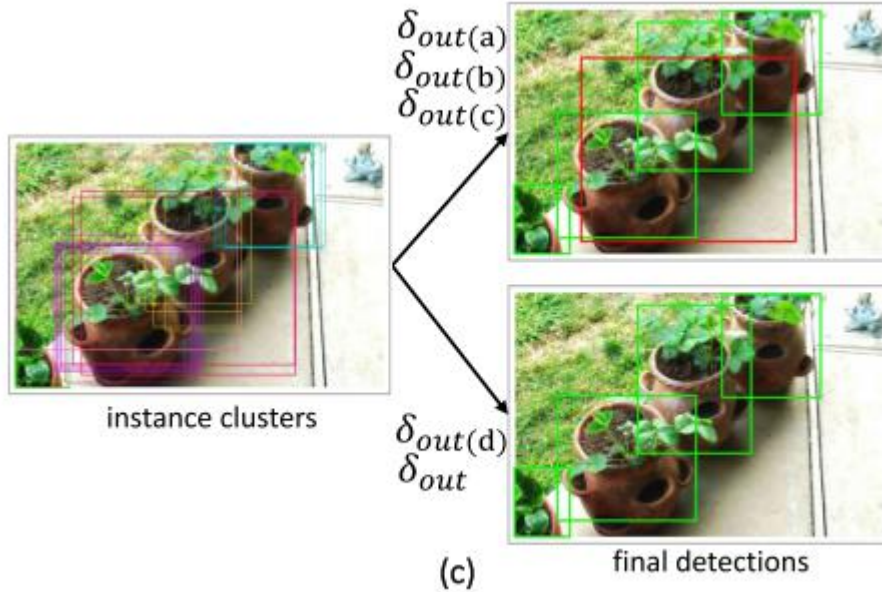 δout(a)
δout(b)
δout(c)
instance clusters
δout(d)
δout
final detections
(c)